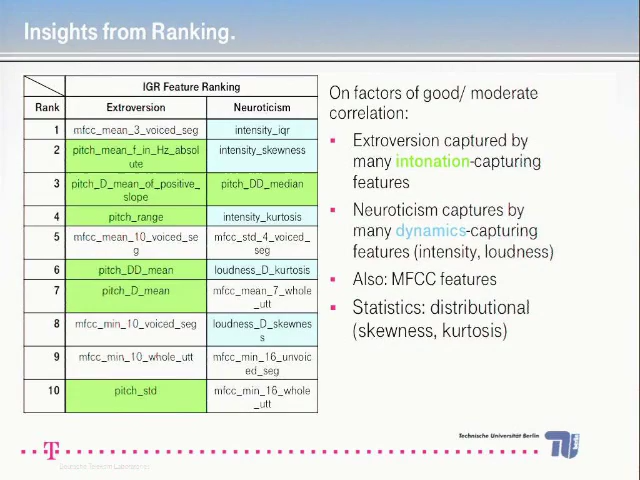 Insights from Ranking.
IGR Feature Ranking
Rank Extroversion Neuroticism
1 mfcc_mean_3_voiced_seg intensity_iqr
2 pitch_mean_f_in_Hz_absol intensity_skewness
ute
3 pitch_D_mean_of_positive_ pitch_DD_median
slope
4 pitch_range intensity_kurtosis
5 mfcc_mean_10_voiced_se mfcc_std_4_voiced_
g seg
6 pitch_DD_mean loudness_D_kurtosis
7 pitch_D_mean mfcc_mean_7_whole
_utt
8 mfcc_min_10_voiced_seg loudness_D_skewnes
s
9 mfcc_min_10_whole_utt mfcc_min_16_unvoic
ed_seg
10 pitch_std mfcc_min_16_whole
_utt
On factors of good/ moderate
correlation:
Extroversion captured by
many intonation-capturing
features
Neuroticism captures by
many dynamics-capturing
features (intensity, loudness)
Also: MFCC features
Statistics: distributional
(skewness, kurtosis)
Technische Universität Berlin
T
Deutsche Telekom Laboratories